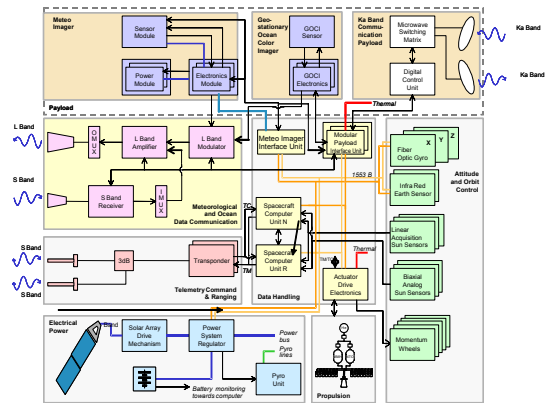 Meteo
Imager
Sensor
Module
Power
Module
Electronics
Module
Payload
Geo-
stationary
Ocean
Color
Imager
GOCI
Sensor
GOCI
Electronics
Ka Band
Commu-
nication
Payload
Microwave
Switching
Matrix
Digital
Control
Unit
Ka Band
Ka Band
Thermal
L Band
O
M
U
X
L Band
Amplifier
L Band
Modulator
Meteo Imager
Interface Unit
Modular
Payload
Interface Unit
S Band
S Band
Receiver
I
M
U
X
Meteorological
and Ocean
Data Communication
1553 B
X
Y
Z
Fiber
Optic Gyro
Infra Red
Earth Sensor
Attitude
and Orbit
Control
Linear
Acquisition
Sun Sensors
Biaxial
Analog
Sun Sensors
Momentum
Wheels
TC
TM
Spacecraft
Computer
Unit N
Spacecraft
Computer
Unit R
Data Handling
S Band
S Band
3dB
Transponder
Telemetry Command
& Ranging
Thermal
Actuator
Drive
Electronics
Electrical
Power
Band
Solar Array
Drive
Mechanism
Power
System
Regulator
Power
bus
Pyro
lines
Pyro
Unit
Battery monitoring
towards computer
Propulsion